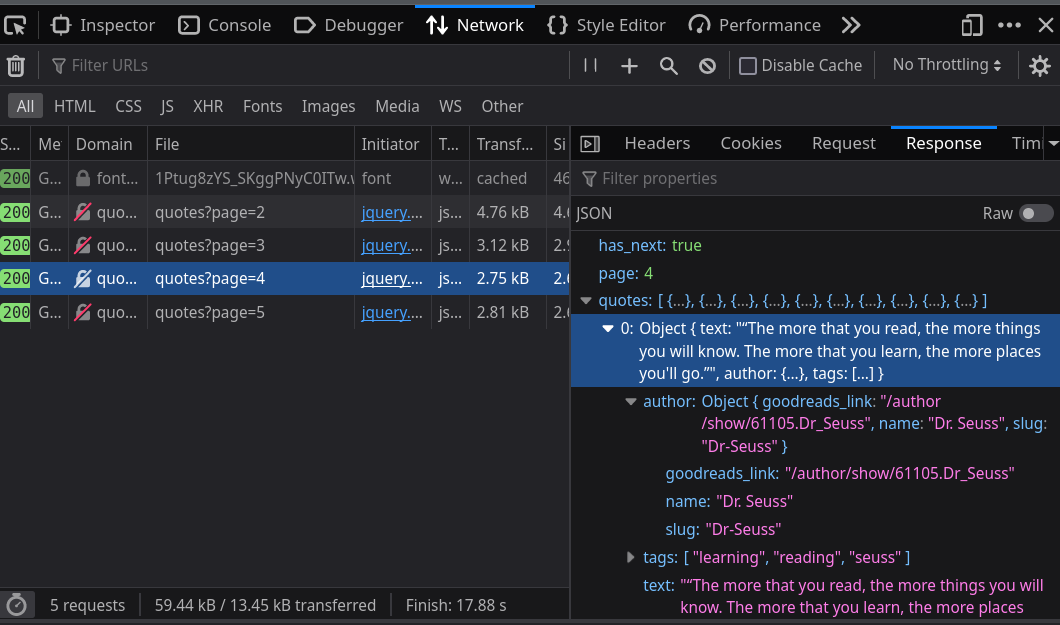 Inspector Console Debugger Network Style Editor Performance
Filter URLs Disable Cache No Throttling
All HTML CSS JS XHR Fonts Images Media WS Other
S... Me Domain File Initiator T... Transf... Si
200 G... font... 1Ptug8zYS_SKggPNyC0ITw.w font w... cached 46
200 G... quo... quotes?page=2 jquery.... js... 4.76 kB 4.6
200 G... quo... quotes?page=3 jquery.... js... 3.12 kB 2.9
200 G... quo... quotes?page=4 jquery.... js... 2.75 kB 2.6
200 G... quo... quotes?page=5 jquery.... js... 2.81 kB 2.6
5 requests 59.44 kB / 13.45 kB transferred Finish: 17.88 s
Headers Cookies Request Response Timi
Filter properties
JSON Raw
has_next: true
page: 4
quotes: [ {…}, {…}, {…}, {…}, {…}, {…}, {…}, {…}, {…}, {…} ]
0: Object { text: "“The more that you read, the more things
you will know. The more that you learn, the more places
you'll go.”", author: {…}, tags: […] }
author: Object { goodreads_link: "/author
/show/61105.Dr_Seuss", name: "Dr. Seuss", slug:
"Dr-Seuss" }
goodreads_link: "/author/show/61105.Dr_Seuss"
name: "Dr. Seuss"
slug: "Dr-Seuss"
tags: [ "learning", "reading", "seuss" ]
text: "“The more that you read, the more things you will
know. The more that you learn, the more places